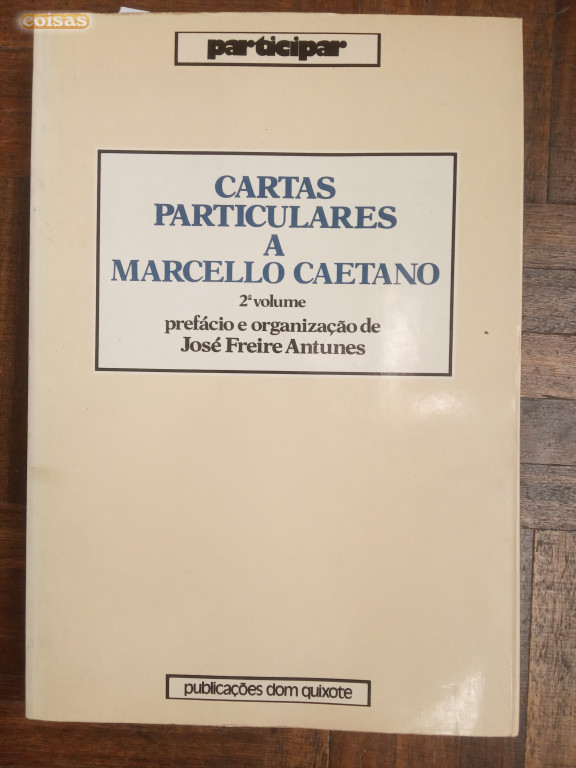 coisas
participar
CARTAS
PARTICULARES
A
MARCELLO CAETANO
2º volume
prefácio e organização de
José Freire Antunes
publicações dom quixote